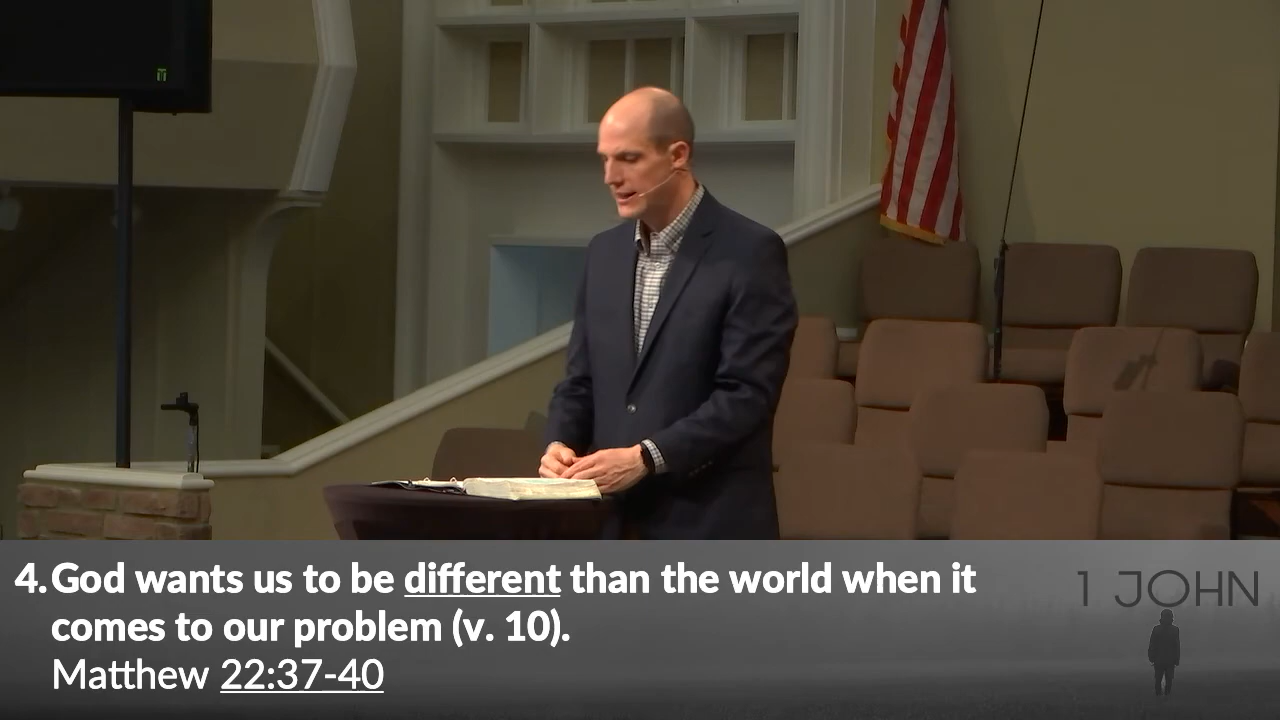 4. God wants us to be different than the world when it
comes to our problem (v. 10).
Matthew 22:37-40
1 JOHN